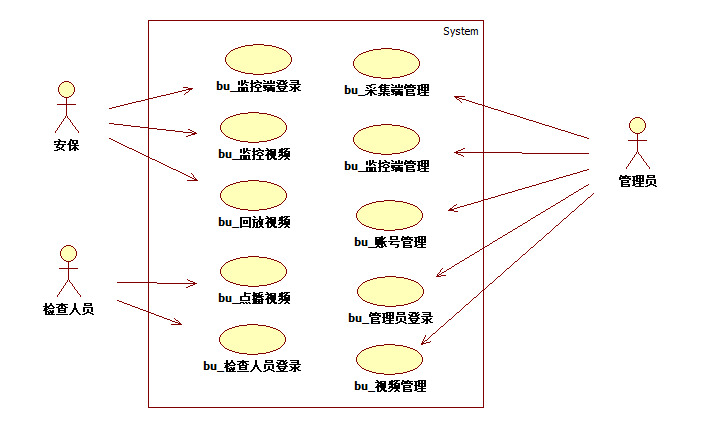 System
安保
检查人员
bu_监控端登录
bu_监控视频
bu_回放视频
bu_点播视频
bu_检查人员登录
bu_采集端管理
bu_监控端管理
bu_账号管理
bu_管理员登录
bu_视频管理
管理员